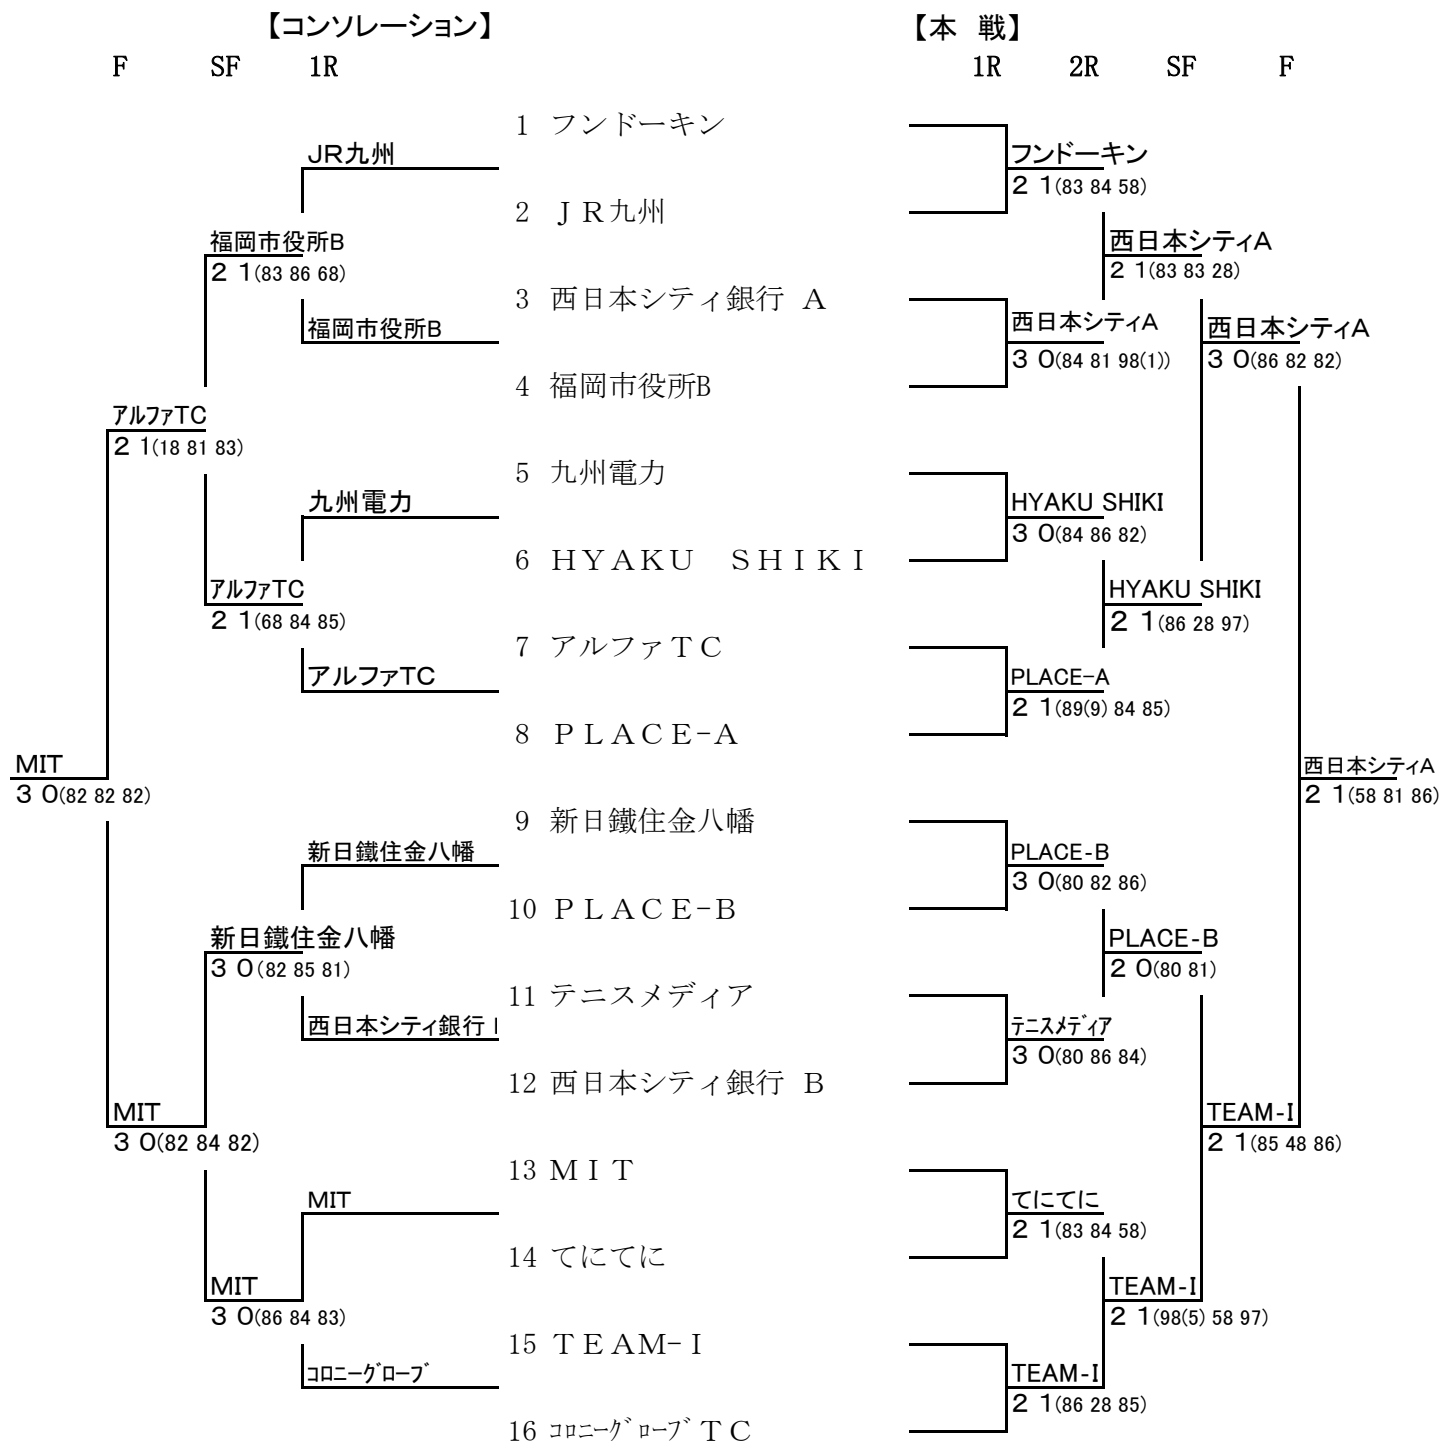 【コンソレーション】 【本　戦】
F SF 1R 1R 2R SF F
1 フンドーキン
JR九州 フンドーキン
2 1(83 84 58)
2 ＪＲ九州
福岡市役所B 西日本シティA
2 1(83 86 68) 2 1(83 83 28)
3 西日本シティ銀行 A
福岡市役所B 西日本シティA 西日本シティA
3 0(84 81 98(1)) 3 0(86 82 82)
4 福岡市役所B
アルファTC
2 1(18 81 83)
5 九州電力
九州電力 HYAKU SHIKI
3 0(84 86 82)
6 ＨＹＡＫＵ　ＳＨＩＫＩ
アルファTC HYAKU SHIKI
2 1(68 84 85) 2 1(86 28 97)
7 アルファＴＣ
アルファTC PLACE-A
2 1(89(9) 84 85)
8 ＰＬＡＣＥ-Ａ
MIT 西日本シティA
3 0(82 82 82) 2 1(58 81 86)
9 新日鐵住金八幡
新日鐵住金八幡 PLACE-B
3 0(80 82 86)
10 ＰＬＡＣＥ-Ｂ
新日鐵住金八幡 PLACE-B
3 0(82 85 81) 2 0(80 81)
11 テニスメディア
西日本シティ銀行 ﾃﾆｽﾒﾃﾞｨｱ
3 0(80 86 84)
12 西日本シティ銀行 B
MIT TEAM-I
3 0(82 84 82) 2 1(85 48 86)
13 ＭＩＴ
MIT てにてに
2 1(83 84 58)
14 てにてに
MIT TEAM-I
3 0(86 84 83) 2 1(98(5) 58 97)
15 ＴＥＡＭ-Ｉ
ｺﾛﾆｰｸﾞﾛｰﾌﾞ TEAM-I
2 1(86 28 85)
16 ｺﾛﾆｰｸﾞﾛｰﾌﾞＴＣ